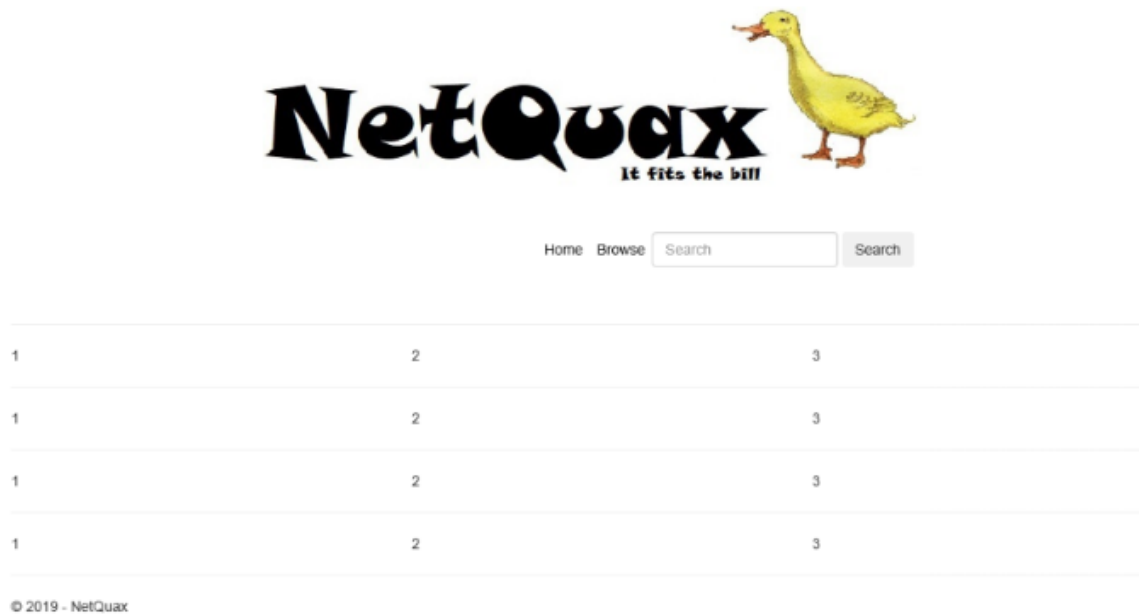 NetQuax
It fits the bill
Home Browse Search Search
1 2 3
1 2 3
1 2 3
1 2 3
© 2019 - NetQuax